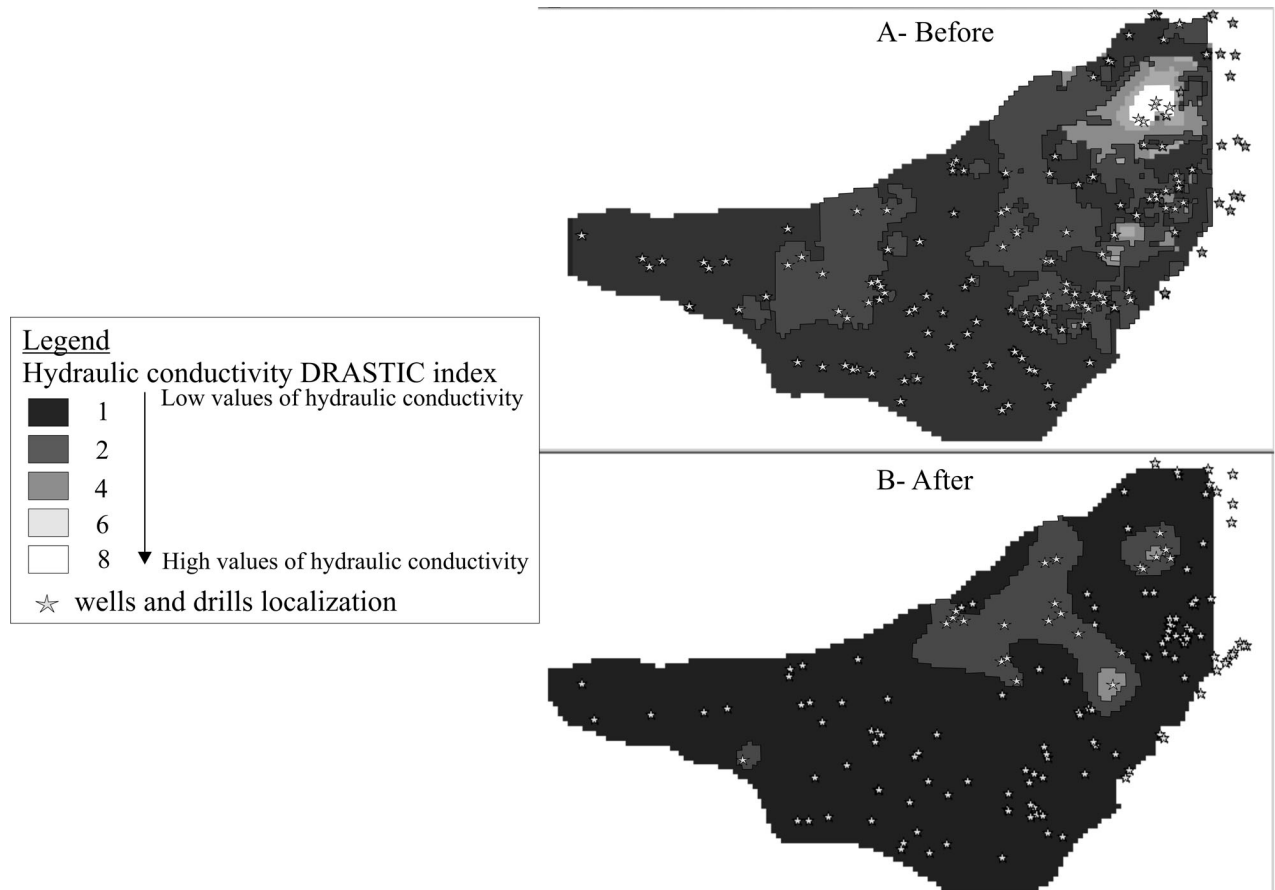 A- Before
Legend
Hydraulic conductivity DRASTIC index
1 Low values of hydraulic conductivity
2
4
6
8 High values of hydraulic conductivity
wells and drills localization
B- After